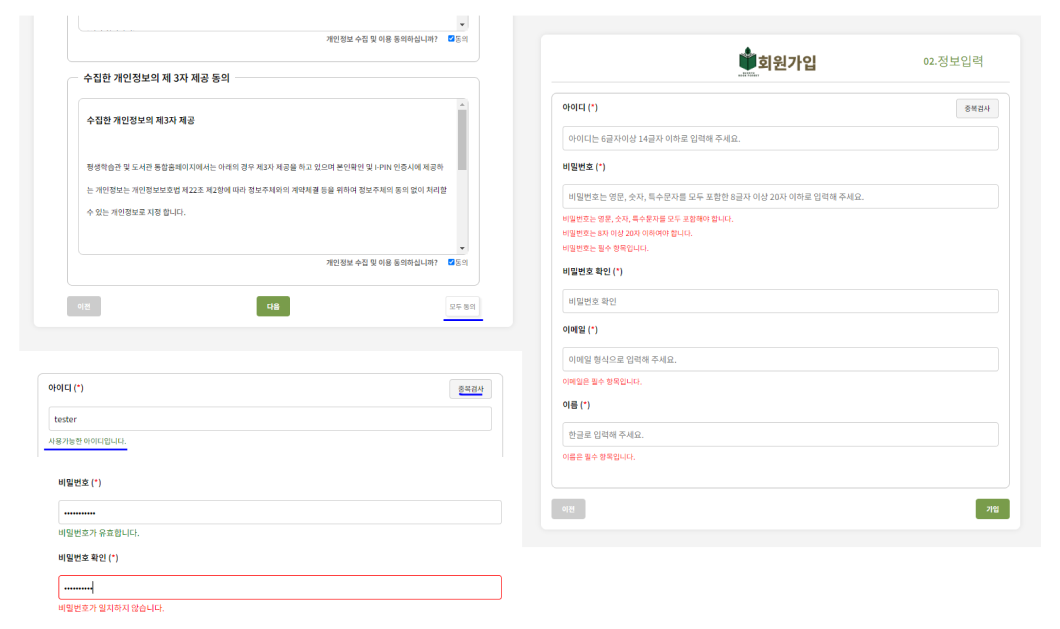 개인정보 수집 및 이용 동의하십니까? 동의
수집한 개인정보의 제 3자 제공 동의
수집한 개인정보의 제3자 제공
평생학습관 및 도서관 통합홈페이지에서는 아래의 경우 제3자 제공을 하고 있으며 본인확인 및 I-PIN 인증시에 제공하
는 개인정보는 개인정보보호법 제22조 제2항에 따라 정보주체와의 계약체결 등을 위하여 정보주체의 동의 없이 처리할
수 있는 개인정보로 지정 합니다.
개인정보 수집 및 이용 동의하십니까? 동의
이전
다음
모두 동의
아이디 (*)
중복검사
tester
사용가능한 아이디입니다.
비밀번호 (*)
•••••••••••
비밀번호가 유효합니다.
비밀번호 확인 (*)
••••••••••
비밀번호가 일치하지 않습니다.
회원가입
02.정보입력
아이디 (*)
중복검사
아이디는 6글자이상 14글자 이하로 입력해 주세요.
비밀번호 (*)
비밀번호는 영문, 숫자, 특수문자를 모두 포함한 8글자 이상 20자 이하로 입력해 주세요.
비밀번호는 영문, 숫자, 특수문자를 모두 포함해야 합니다.
비밀번호는 8자 이상 20자 이하여야 합니다.
비밀번호는 필수 항목입니다.
비밀번호 확인 (*)
비밀번호 확인
이메일 (*)
이메일 형식으로 입력해 주세요.
이메일은 필수 항목입니다.
이름 (*)
한글로 입력해 주세요.
이름은 필수 항목입니다.
이전
가입